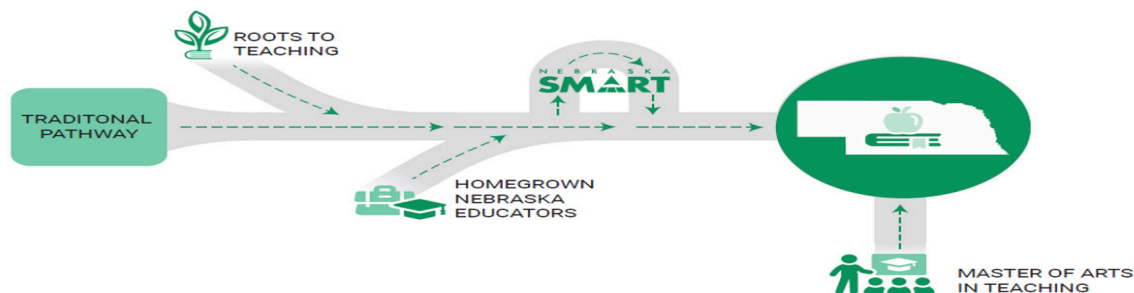 ROOTS TO
TEACHING
NEBRASKA
SMART
TRADITONAL
PATHWAY
HOMEGROWN
NEBRASKA
EDUCATORS
MASTER OF ARTS
IN TEACHING